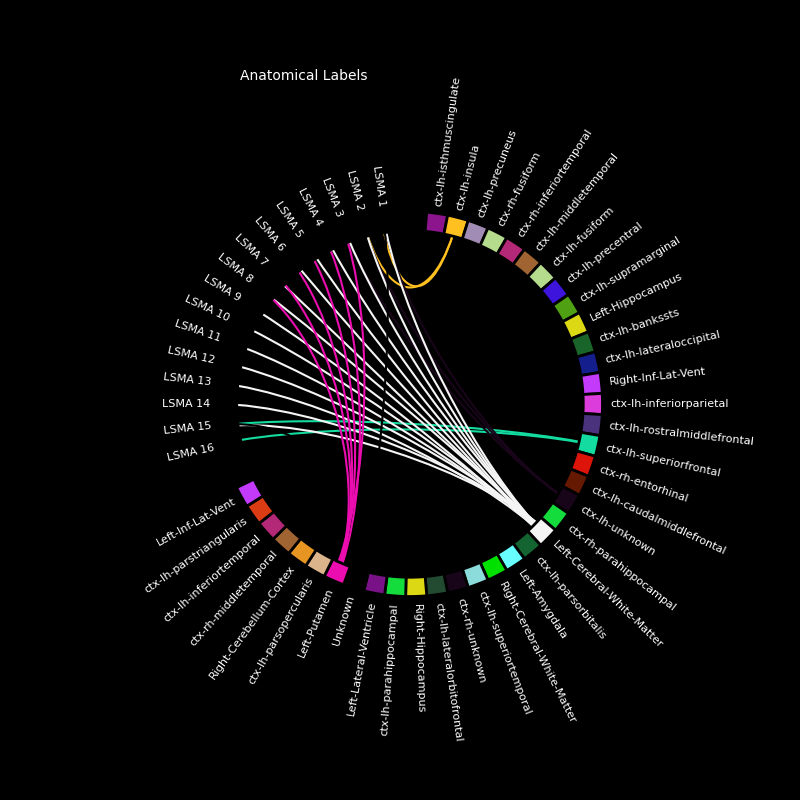 Anatomical Labels
LSMA 1
LSMA 2
LSMA 3
LSMA 4
LSMA 5
LSMA 6
LSMA 7
LSMA 8
LSMA 9
LSMA 10
LSMA 11
LSMA 12
LSMA 13
LSMA 14
LSMA 15
LSMA 16
Left-Inf-Lat-Vent
ctx-lh-parstriangularis
ctx-lh-inferiortemporal
ctx-rh-middletemporal
Right-Cerebellum-Cortex
ctx-lh-parsopercularis
Left-Putamen
Unknown
Left-Lateral-Ventricle
ctx-lh-parahippocampal
Right-Hippocampus
ctx-lh-lateralorbitofrontal
ctx-rh-unknown
ctx-lh-superiortemporal
Right-Cerebral-White-Matter
Left-Amygdala
ctx-lh-parsorbitalis
Left-Cerebral-White-Matter
ctx-rh-parahippocampal
ctx-lh-unknown
ctx-lh-caudalmiddlefrontal
ctx-rh-entorhinal
ctx-lh-superiorfrontal
ctx-lh-rostralmiddlefrontal
ctx-lh-inferiorparietal
Right-Inf-Lat-Vent
ctx-lh-lateraloccipital
ctx-lh-bankssts
Left-Hippocampus
ctx-lh-supramarginal
ctx-lh-precentral
ctx-lh-fusiform
ctx-lh-middletemporal
ctx-rh-inferiortemporal
ctx-rh-fusiform
ctx-lh-precuneus
ctx-lh-insula
ctx-lh-isthmuscingulate